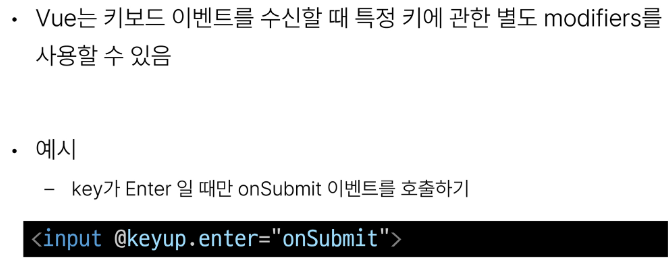 • Vue는 키보드 이벤트를 수신할 때 특정 키에 관한 별도 modifiers를
사용할 수 있음
• 예시
– key가 Enter 일 때만 onSubmit 이벤트를 호출하기
<input @keyup.enter="onSubmit">